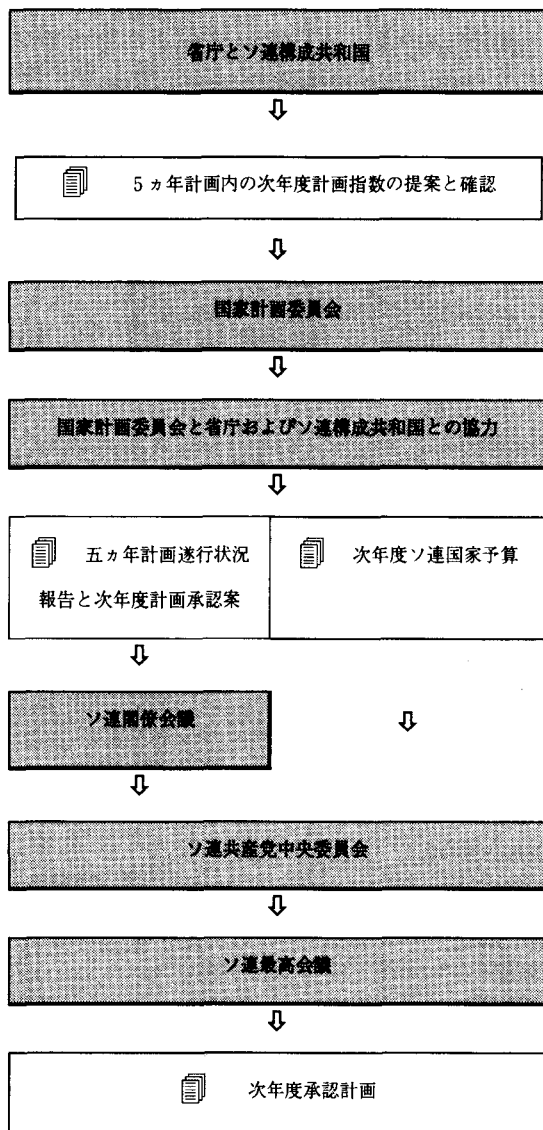 省庁とソ連構成共和国
5ヵ年計画内の次年度計画指数の提案と確認
国家計画委員会
国家計画委員会と省庁およびソ連構成共和国との協力
五ヵ年計画遂行状況
報告と次年度計画承認案
次年度ソ連国家予算
ソ連閣僚会議
ソ連共産党中央委員会
ソ連最高会議
次年度承認計画